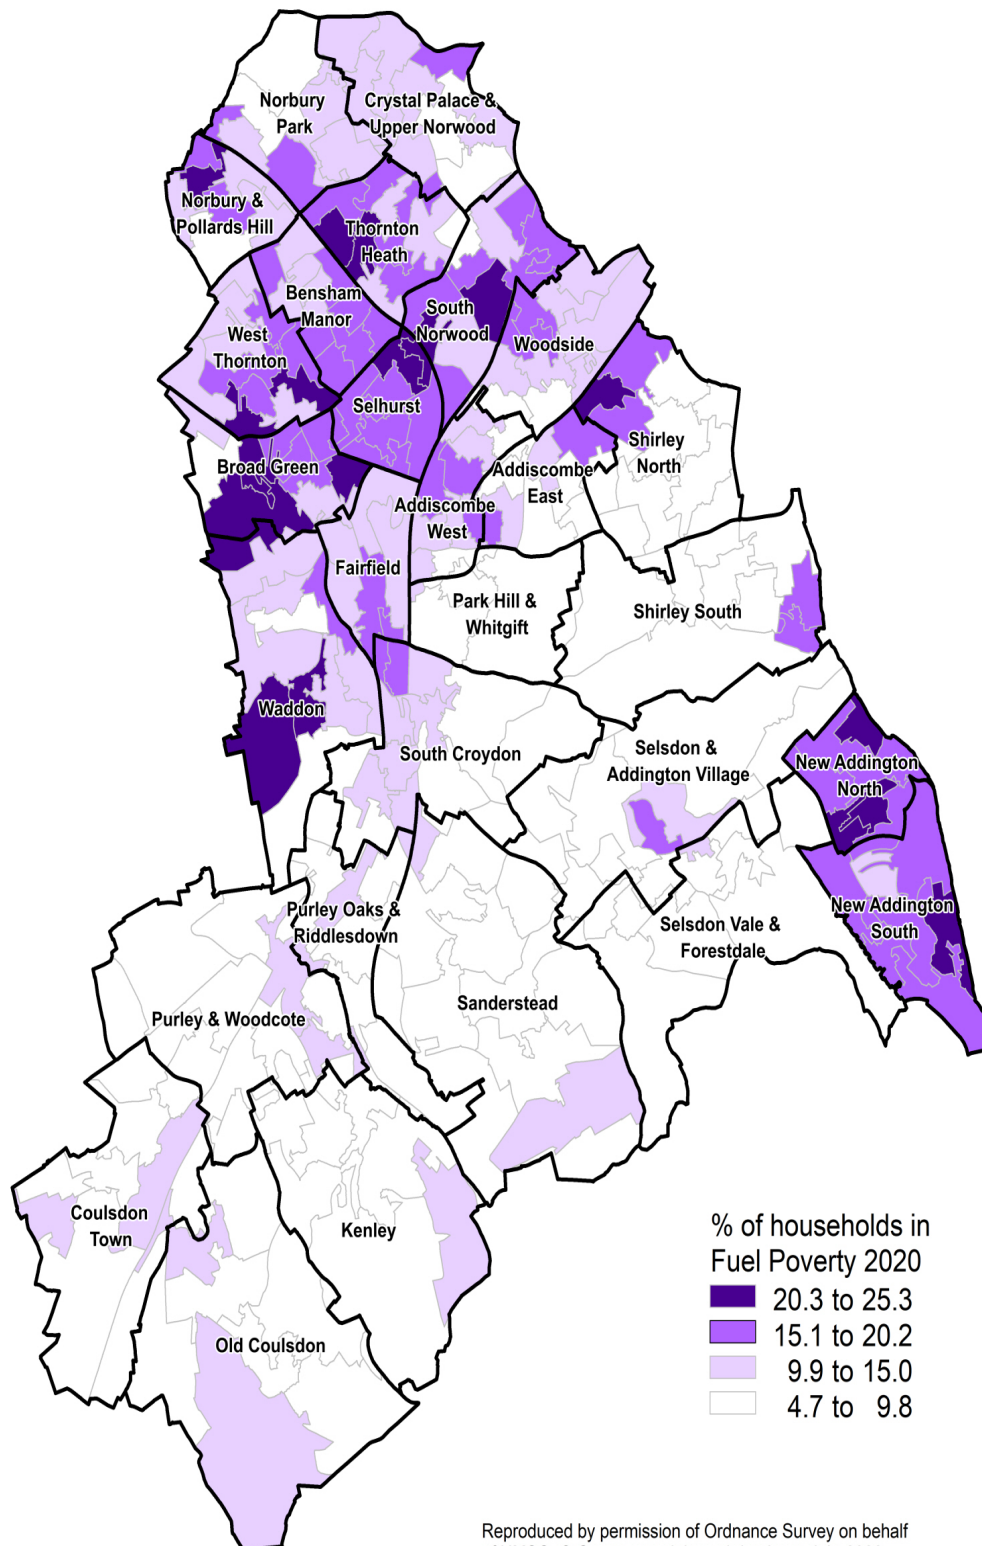 Norbury
Park
Crystal Palace &
Upper Norwood
Norbury &
Pollards Hill
Thornton
Heath
Bensham
Manor
South
Norwood
West
Thornton
Woodside
Selhurst
Broad Green
Shirley
North
Addiscombe
East
Addiscombe
West
Fairfield
Park Hill &
Whitgift
Shirley South
Waddon
South Croydon
Selsdon &
Addington Village
New Addington
North
Purley Oaks &
Riddlesdown
Selsdon Vale &
Forestdale
New Addington
South
Sanderstead
Purley & Woodcote
Coulsdon
Town
Kenley
Old Coulsdon
% of households in
Fuel Poverty 2020
20.3 to 25.3
15.1 to 20.2
9.9 to 15.0
4.7 to 9.8
Reproduced by permission of Ordnance Survey on behalf